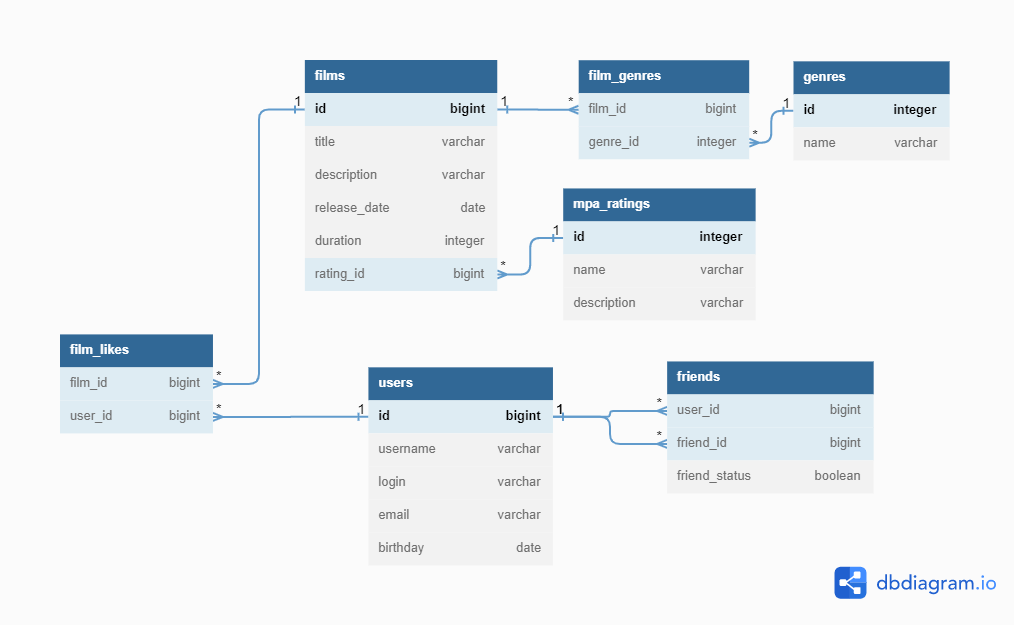 films
1 id bigint 1
title varchar
description varchar
release_date date
duration integer
rating_id bigint *
film_genres
* film_id bigint
genre_id integer *
genres
1 id integer
name varchar
mpa_ratings
1 id integer
name varchar
description varchar
film_likes
film_id bigint *
user_id bigint *
users
1 id bigint 1
username varchar
login varchar
email varchar
birthday date
friends
* user_id bigint
* friend_id bigint
friend_status boolean
dbdiagram.io